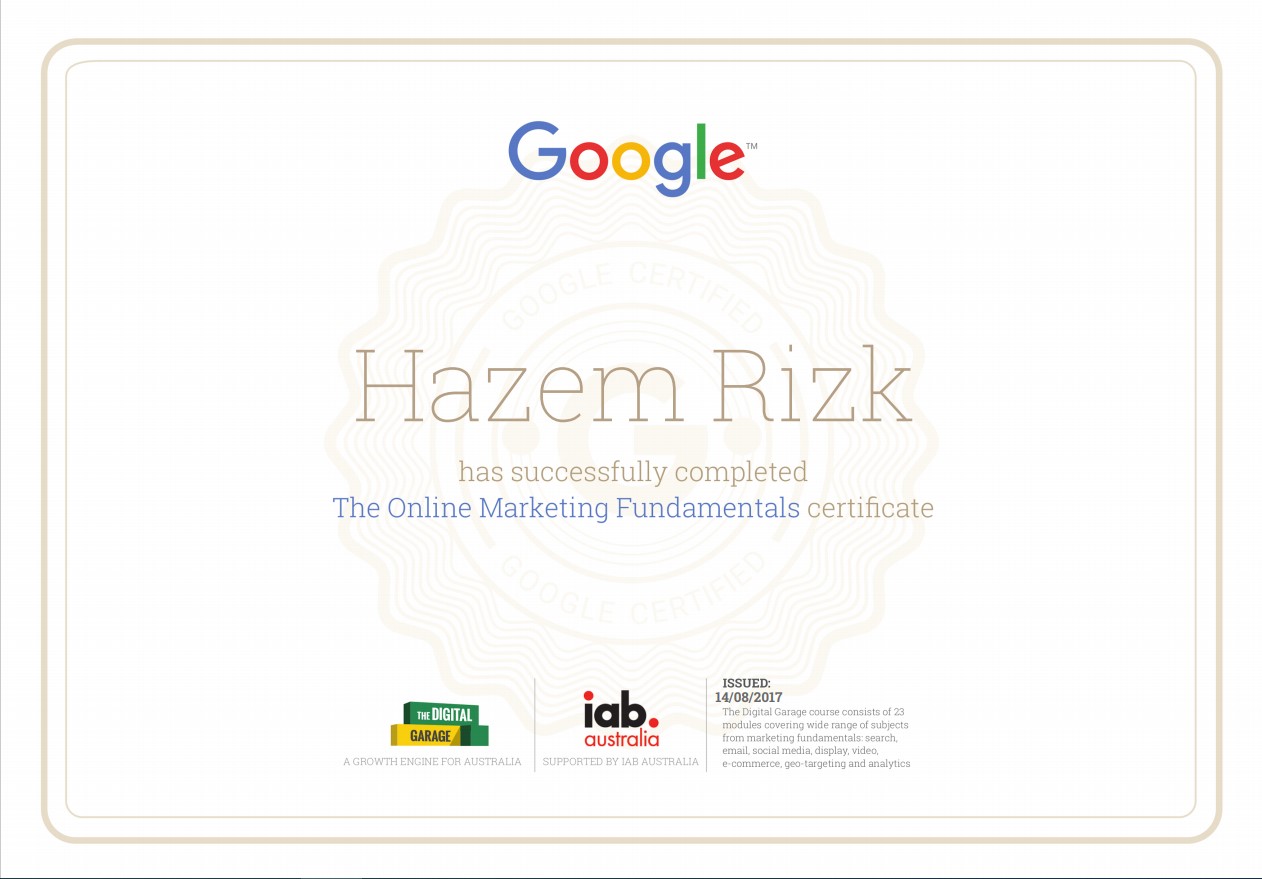 Google™
GOOGLE CERTIFIED
Hazem Rizk
has successfully completed
The Online Marketing Fundamentals certificate
GOOGLE CERTIFIED
THE DIGITAL
GARAGE
A GROWTH ENGINE FOR AUSTRALIA
iab.
australia
SUPPORTED BY IAB AUSTRALIA
ISSUED:
14/08/2017
The Digital Garage course consists of 23
modules covering wide range of subjects
from marketing fundamentals: search,
email, social media, display, video,
e-commerce, geo-targeting and analytics